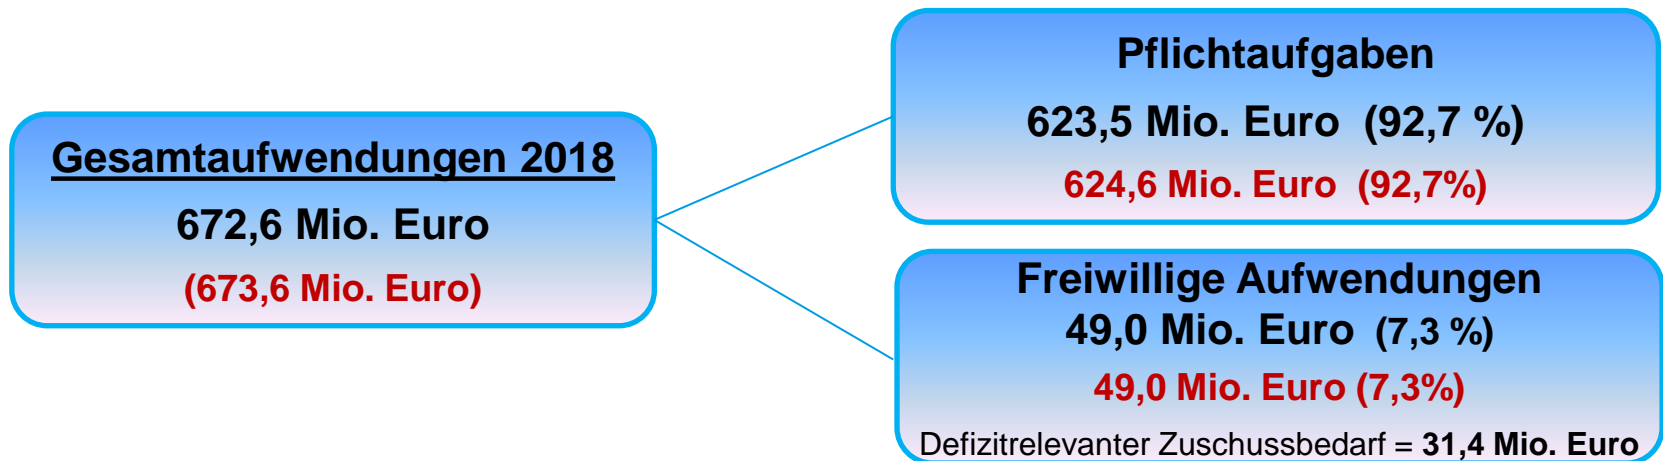 Gesamtaufwendungen 2018
672,6 Mio. Euro
(673,6 Mio. Euro)
Pflichtaufgaben
623,5 Mio. Euro (92,7 %)
624,6 Mio. Euro (92,7%)
Freiwillige Aufwendungen
49,0 Mio. Euro (7,3 %)
49,0 Mio. Euro (7,3%)
Defizitrelevanter Zuschussbedarf = 31,4 Mio. Euro